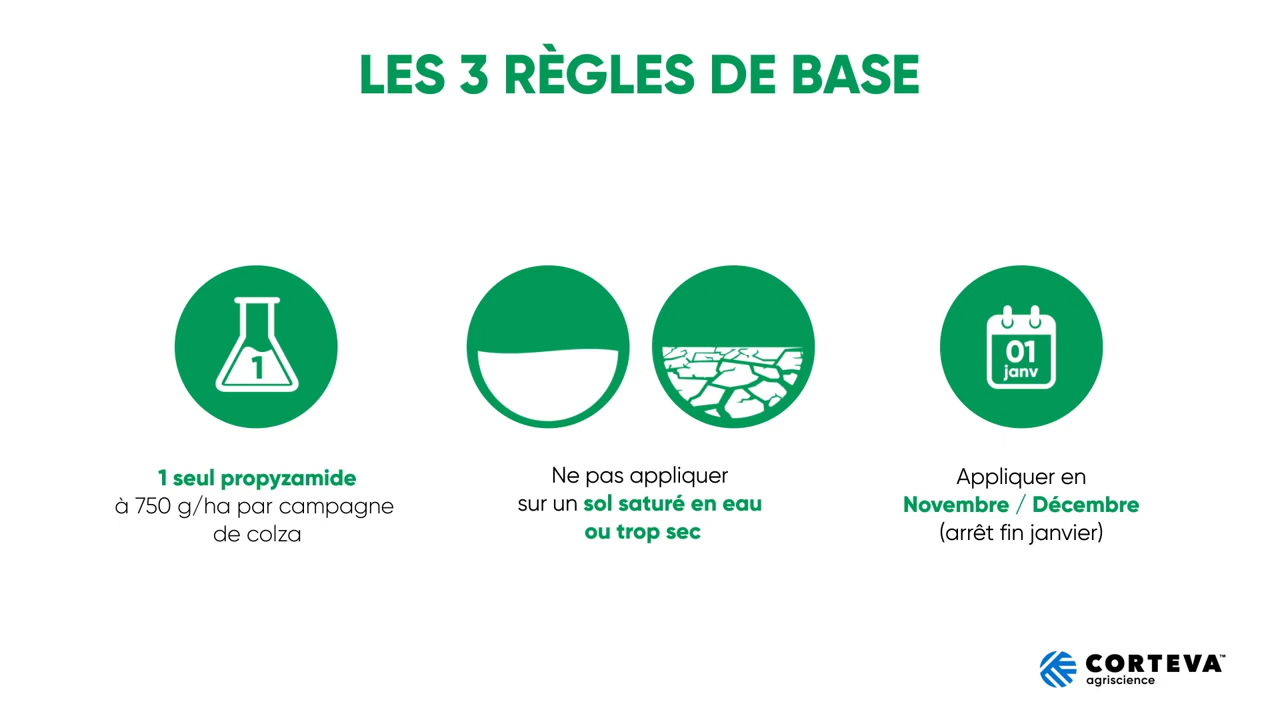 LES 3 RÈGLES DE BASE
1
1 seul propyzamide
à 750 g/ha par campagne
de colza
Ne pas appliquer
sur un sol saturé en eau
ou trop sec
01
janv
Appliquer en
Novembre / Décembre
(arrêt fin janvier)
CORTEVA™
agriscience